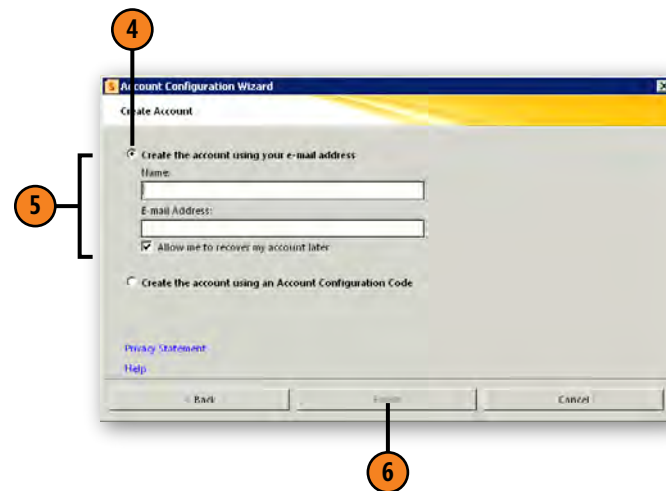 4
Account Configuration Wizard
Create Account
Create the account using your e-mail address
Name:
5
E-mail Address:
Allow me to recover my account later
Create the account using an Account Configuration Code
Privacy Statement
Help
< Back
Finish
Cancel
6